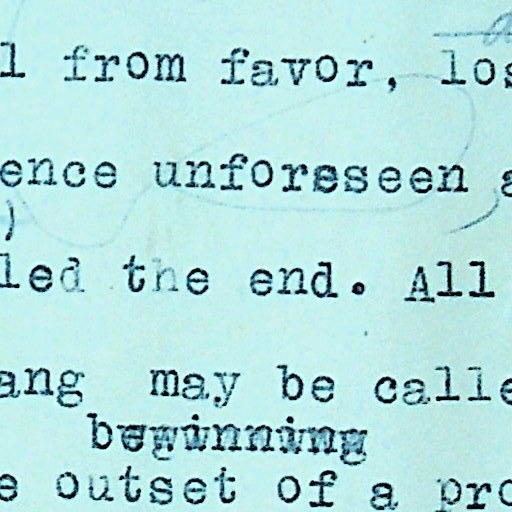 l from favor, los
ence unforeseen a
led the end. All
ang may be calle
beginning
e outset of a pro